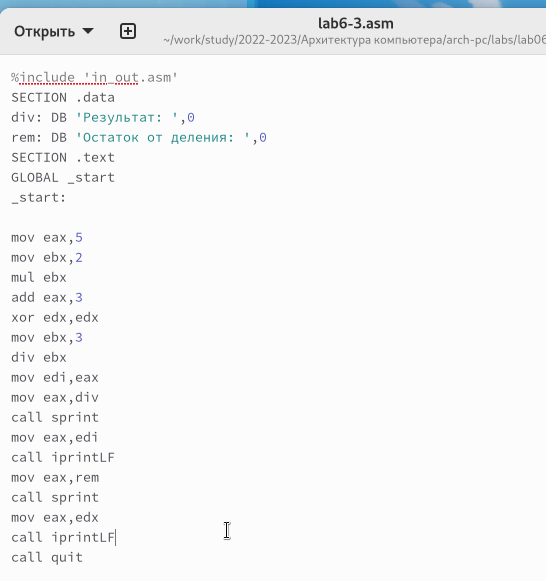 Открыть
lab6-3.asm
~/work/study/2022-2023/Архитектура компьютера/arch-pc/labs/lab06
%include 'in_out.asm'
SECTION .data
div: DB 'Результат: ',0
rem: DB 'Остаток от деления: ',0
SECTION .text
GLOBAL _start
_start:
mov eax,5
mov ebx,2
mul ebx
add eax,3
xor edx,edx
mov ebx,3
div ebx
mov edi,eax
mov eax,div
call sprint
mov eax,edi
call iprintLF
mov eax,rem
call sprint
mov eax,edx
call iprintLF
call quit